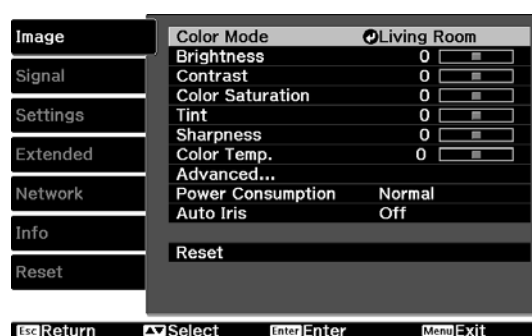 Image
Signal
Settings
Extended
Network
Info
Reset
Color Mode Living Room
Brightness 0
Contrast 0
Color Saturation 0
Tint 0
Sharpness 0
Color Temp. 0
Advanced...
Power Consumption Normal
Auto Iris Off
Reset
Esc Return Select Enter Enter Menu Exit